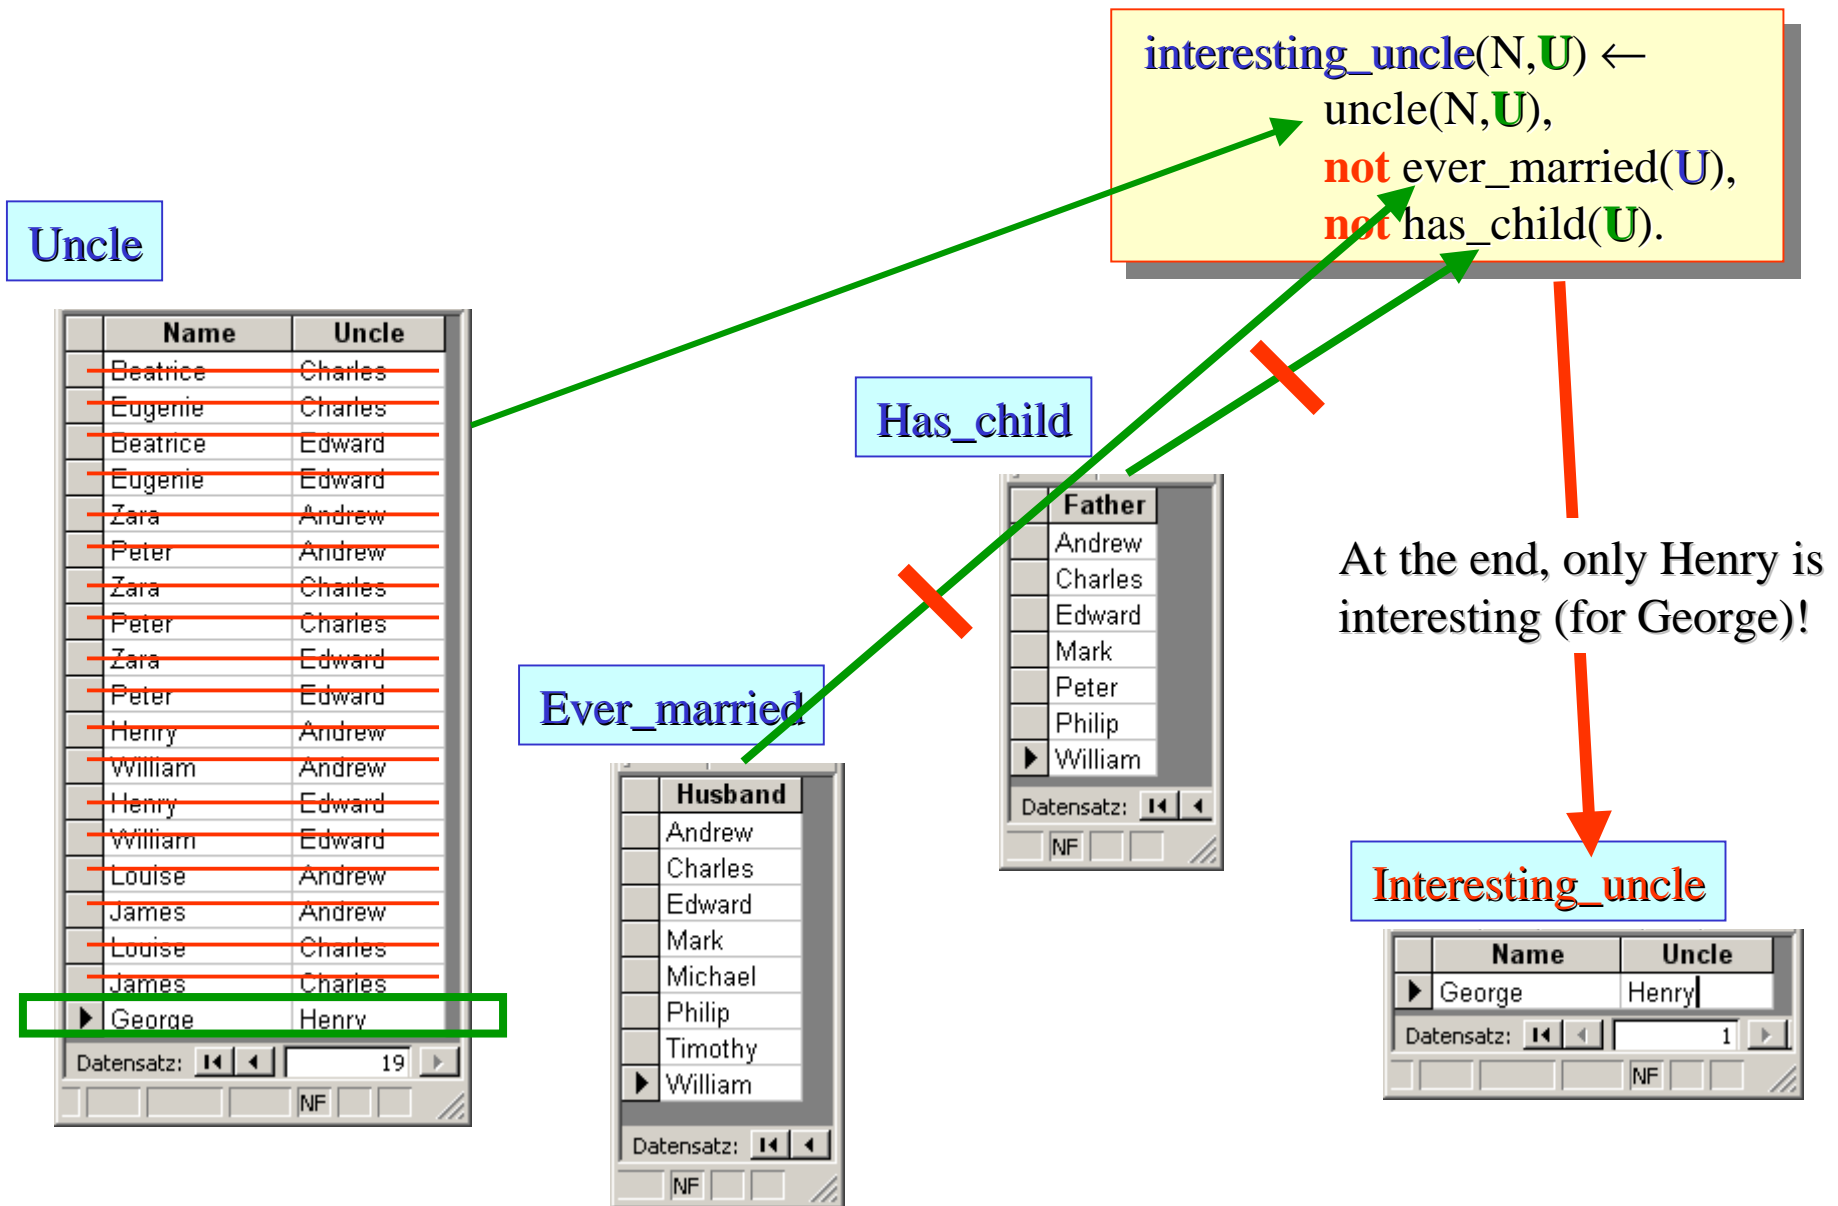 interesting_uncle(N,U) ←
uncle(N,U),
not ever_married(U),
not has_child(U).
Uncle
Name Uncle
Beatrice Charles
Eugenie Charles
Beatrice Edward
Eugenie Edward
Zara Andrew
Peter Andrew
Zara Charles
Peter Charles
Zara Edward
Peter Edward
Henry Andrew
William Andrew
Henry Edward
William Edward
Louise Andrew
James Andrew
Louise Charles
James Charles
George Henry
Datensatz: 19
NF
Ever_married
Husband
Andrew
Charles
Edward
Mark
Michael
Philip
Timothy
William
Datensatz:
NF
Has_child
Father
Andrew
Charles
Edward
Mark
Peter
Philip
William
Datensatz:
NF
At the end, only Henry is
interesting (for George)!
Interesting_uncle
Name Uncle
George Henry
Datensatz: 1
NF